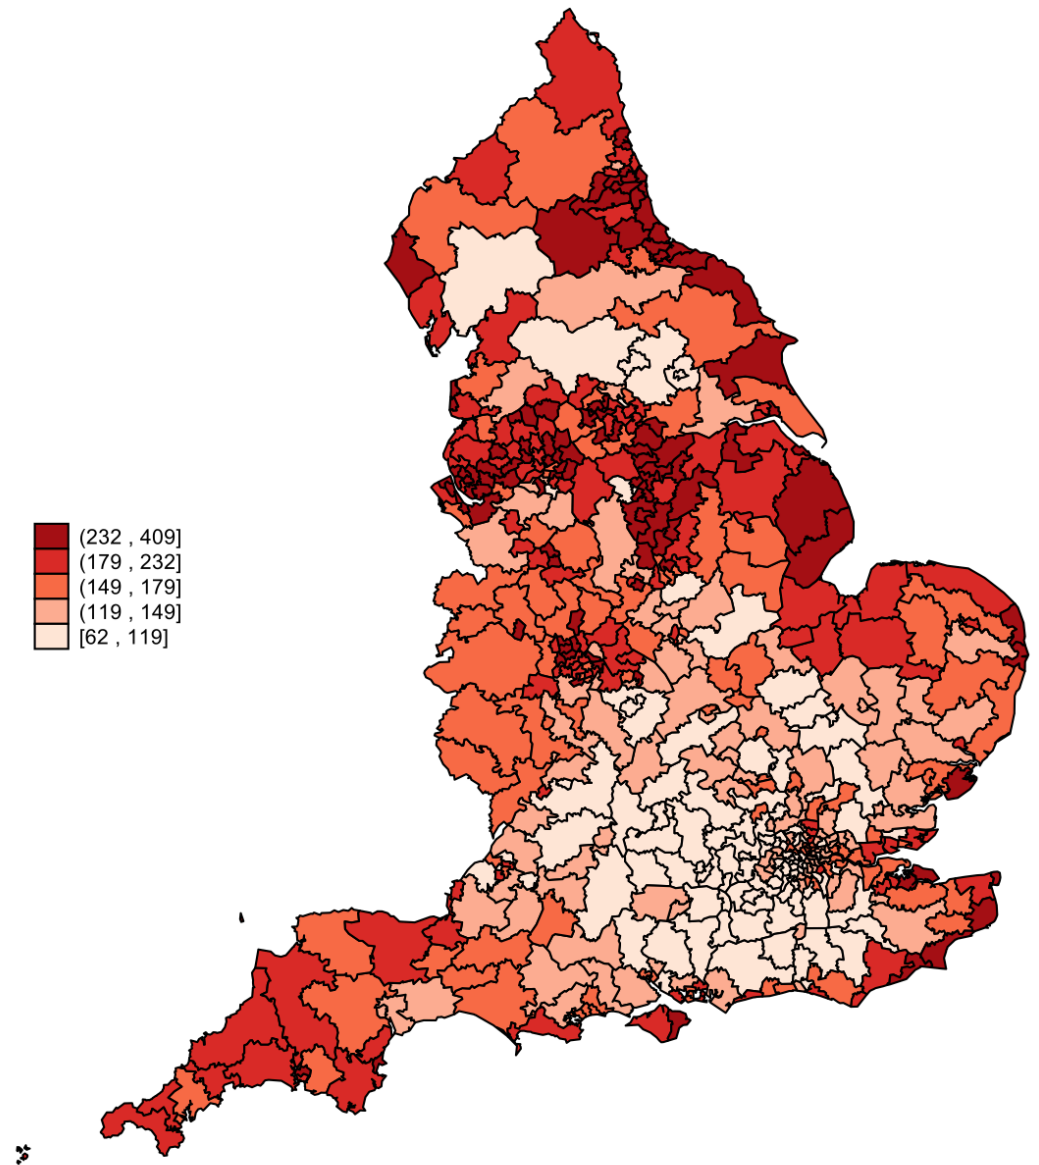 (232 , 409]
(179 , 232]
(149 , 179]
(119 , 149]
[62 , 119]